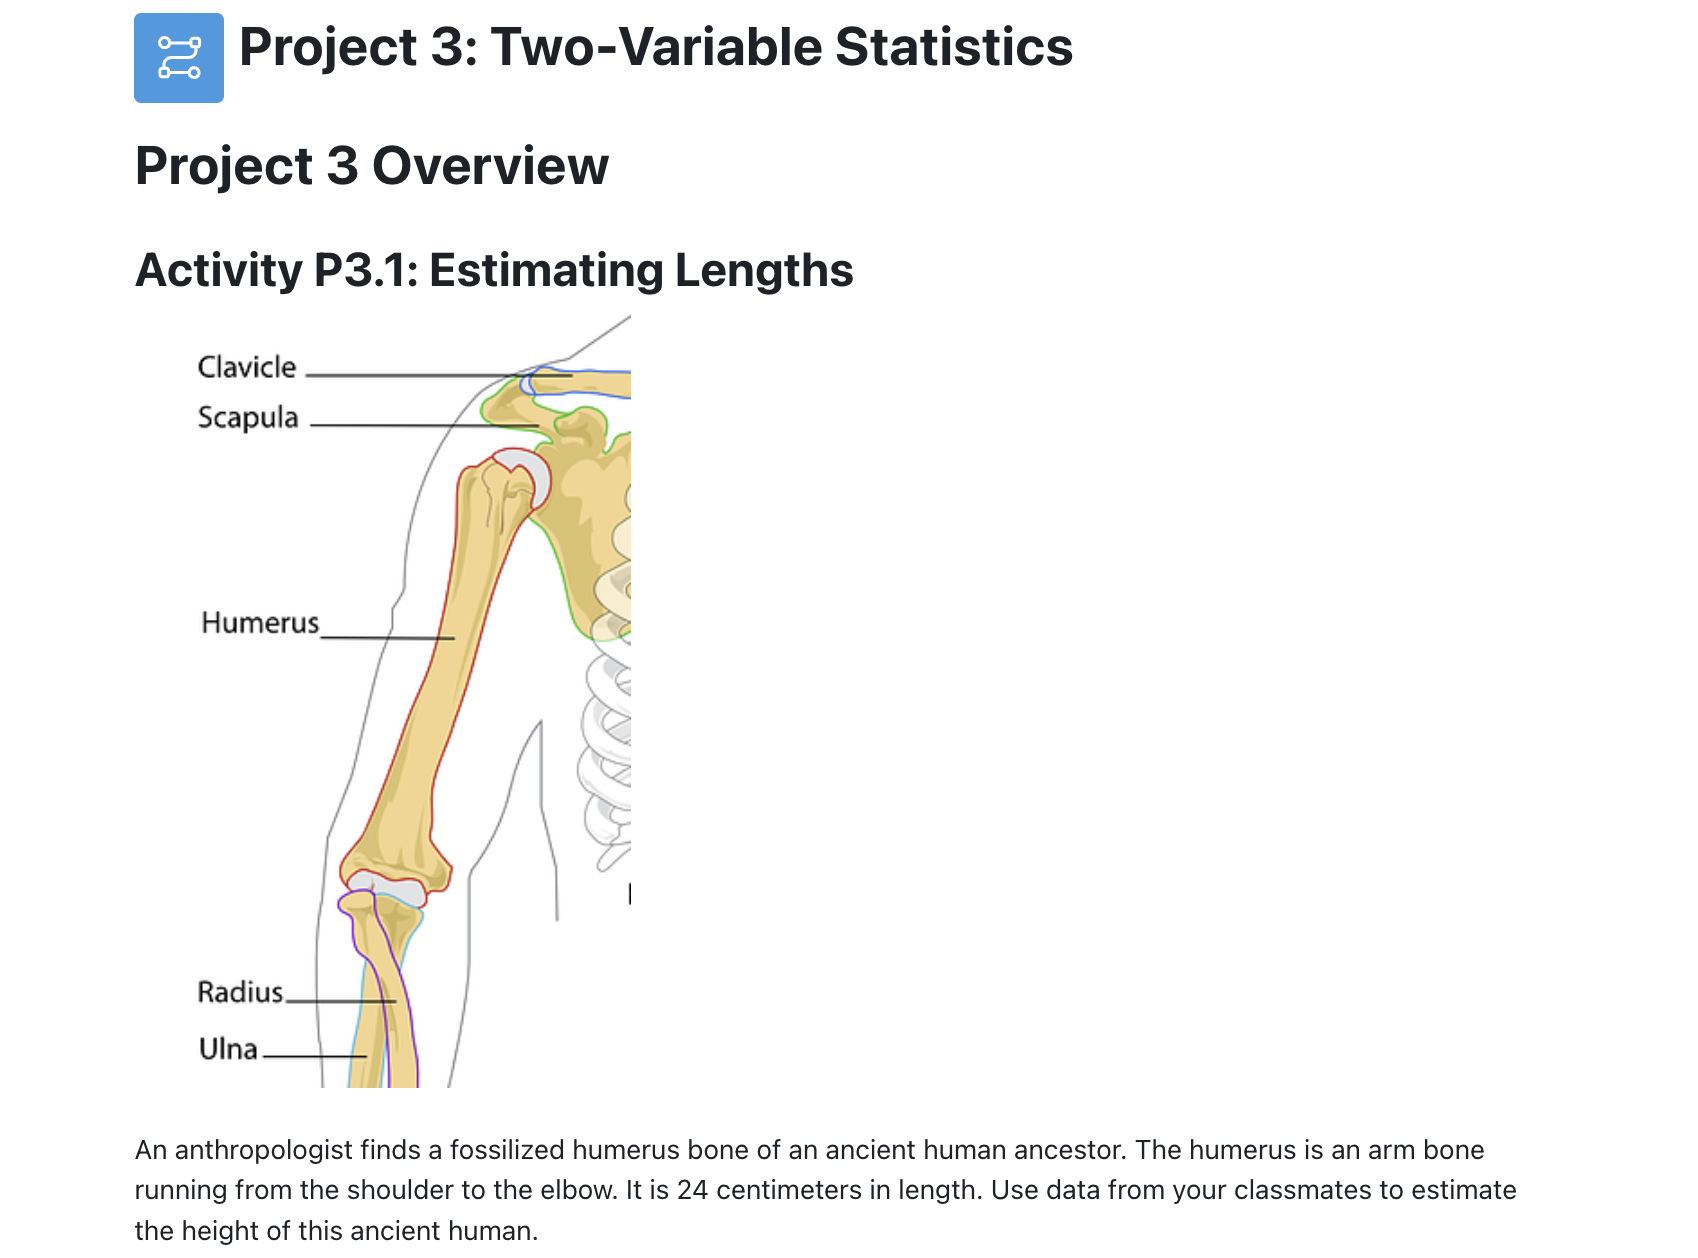 Project 3: Two-Variable Statistics
Project 3 Overview
Activity P3.1: Estimating Lengths
Clavicle
Scapula
Humerus
Radius
Ulna
An anthropologist finds a fossilized humerus bone of an ancient human ancestor. The humerus is an arm bone
running from the shoulder to the elbow. It is 24 centimeters in length. Use data from your classmates to estimate
the height of this ancient human.